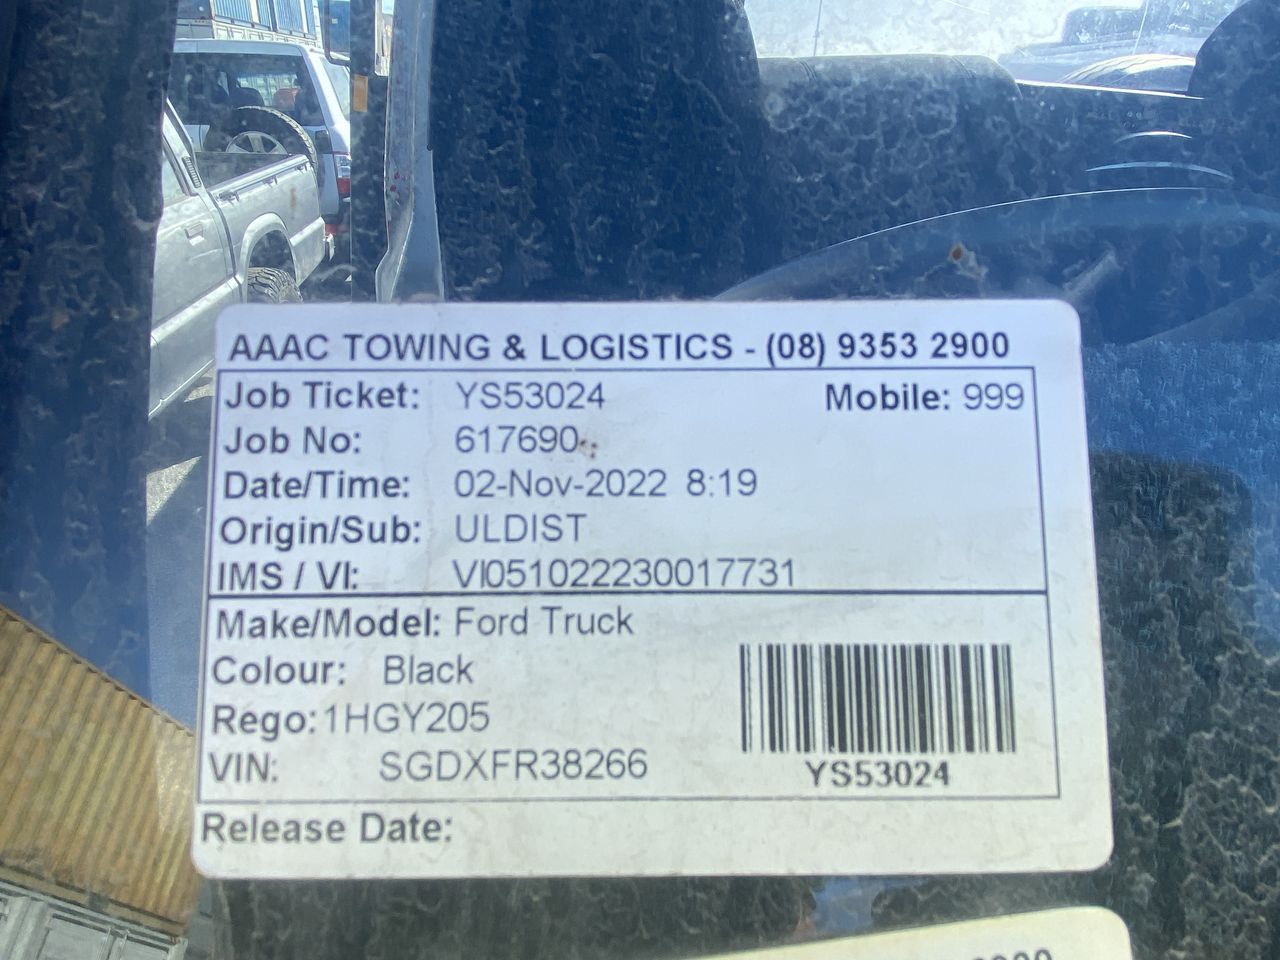 AAAC TOWING & LOGISTICS - (08) 9353 2900
Job Ticket: YS53024 Mobile: 999
Job No: 617690
Date/Time: 02-Nov-2022 8:19
Origin/Sub: ULDIST
IMS / VI: VI051022230017731
Make/Model: Ford Truck
Colour: Black
Rego: 1HGY205
VIN: SGDXFR38266
YS53024
Release Date: